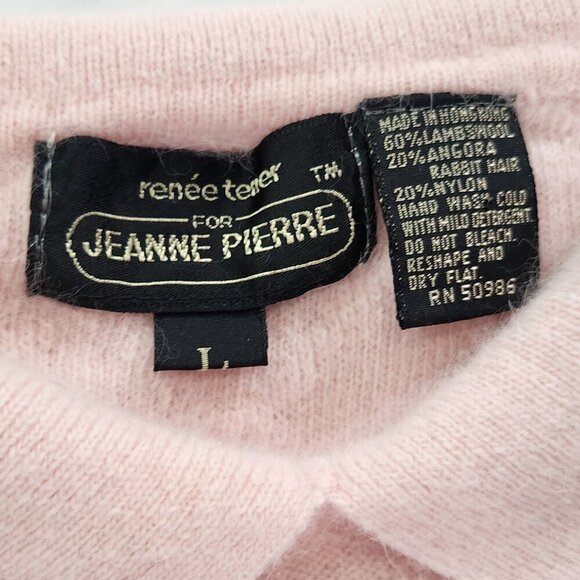 renée tener TM
FOR
JEANNE PIERRE
L
MADE IN HONG KONG
60% LAMBSWOOL
20% ANGORA
RABBIT HAIR
20% NYLON
HAND WASH COLD
WITH MILD DETERGENT.
DO NOT BLEACH.
RESHAPE AND
DRY FLAT.
RN 50986